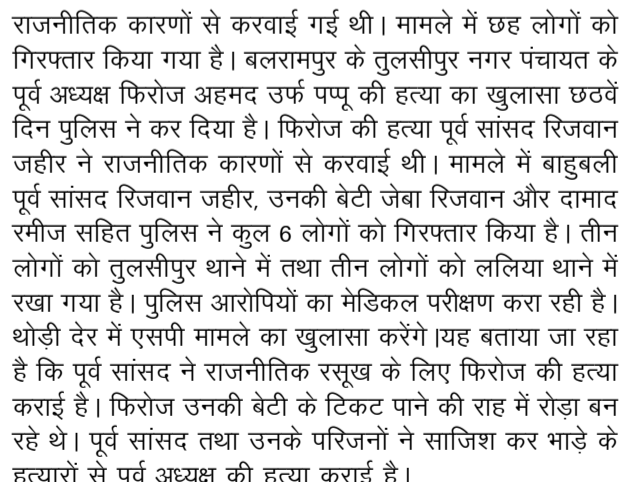 राजनीतिक कारणों से करवाई गई थी। मामले में छह लोगों को
गिरफ्तार किया गया है। बलरामपुर के तुलसीपुर नगर पंचायत के
पूर्व अध्यक्ष फिरोज अहमद उर्फ पप्पू की हत्या का खुलासा छठवें
दिन पुलिस ने कर दिया है। फिरोज की हत्या पूर्व सांसद रिजवान
जहीर ने राजनीतिक कारणों से करवाई थी। मामले में बाहुबली
पूर्व सांसद रिजवान जहीर, उनकी बेटी जेबा रिजवान और दामाद
रमीज सहित पुलिस ने कुल 6 लोगों को गिरफ्तार किया है। तीन
लोगों को तुलसीपुर थाने में तथा तीन लोगों को ललिया थाने में
रखा गया है। पुलिस आरोपियों का मेडिकल परीक्षण करा रही है।
थोड़ी देर में एसपी मामले का खुलासा करेंगे।यह बताया जा रहा
है कि पूर्व सांसद ने राजनीतिक रसूख के लिए फिरोज की हत्या
कराई है। फिरोज उनकी बेटी के टिकट पाने की राह में रोड़ा बन
रहे थे। पूर्व सांसद तथा उनके परिजनों ने साजिश कर भाड़े के
हत्यारों से पूर्व अध्यक्ष की हत्या कराई है।